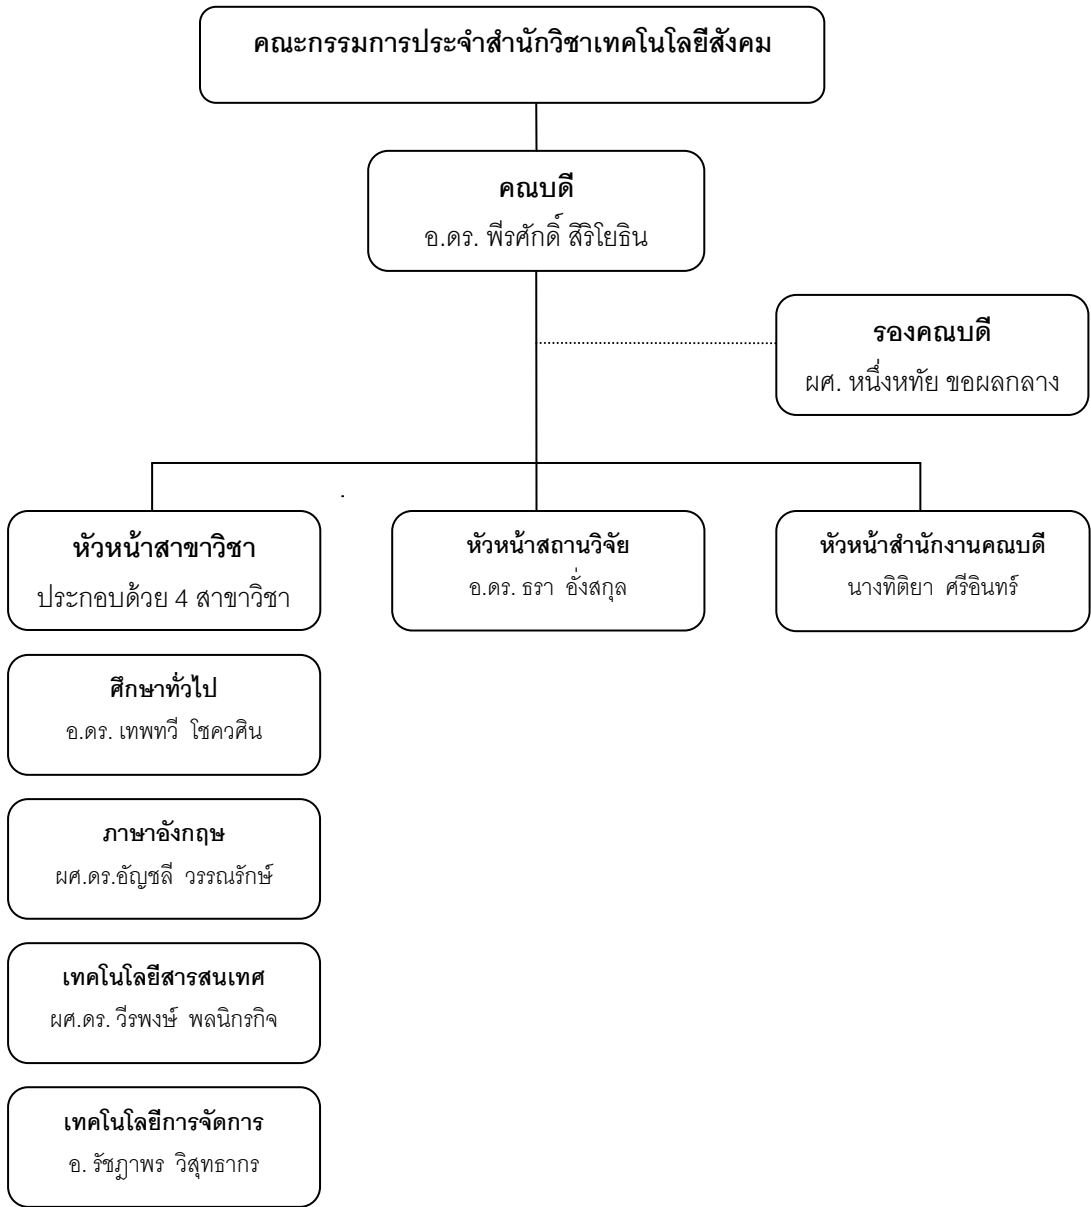 คณะกรรมการประจำสำนักวิชาเทคโนโลยีสังคม
คณบดี
อ.ดร. พีรศักดิ์ สิริโยธิน
รองคณบดี
ผศ. หนึ่งหทัย ขอผลกลาง
หัวหน้าสาขาวิชา
ประกอบด้วย 4 สาขาวิชา
หัวหน้าสถานวิจัย
อ.ดร. ธรา อั่งสกุล
หัวหน้าสำนักงานคณบดี
นางทิติยา ศรีอินทร์
ศึกษาทั่วไป
อ.ดร. เทพทวี โชควศิน
ภาษาอังกฤษ
ผศ.ดร.อัญชลี วรรณรักษ์
เทคโนโลยีสารสนเทศ
ผศ.ดร. วีรพงษ์ พลนิกรกิจ
เทคโนโลยีการจัดการ
อ. รัชฎาพร วิสุทธากร